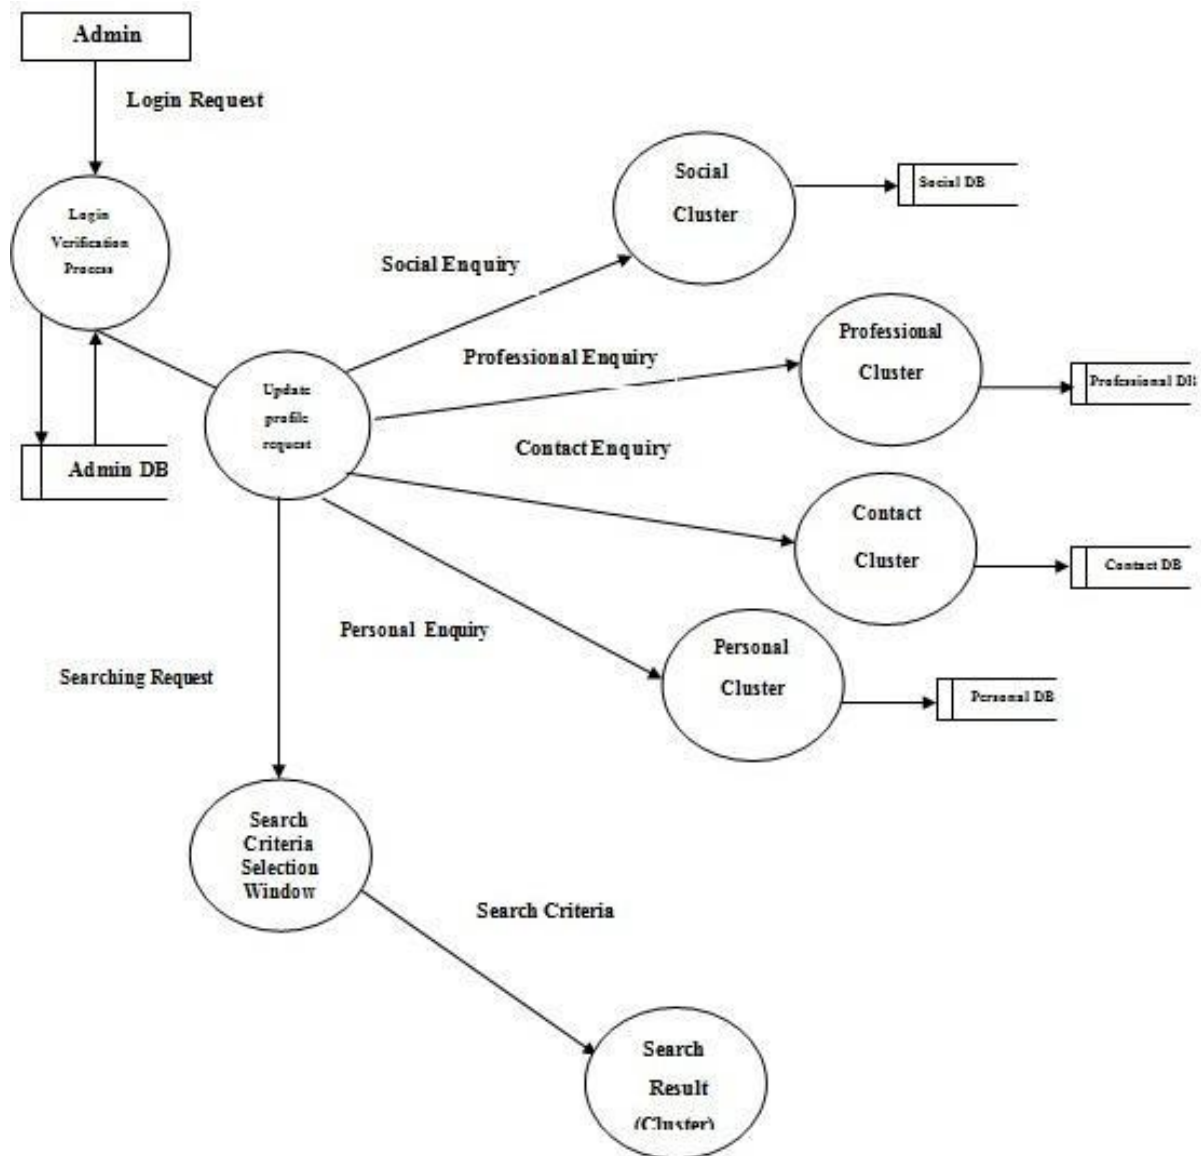 Admin
Login Request
Login
Verification
Process
Admin DB
Update
profile
request
Social Enquiry
Social
Cluster
Social DB
Professional Enquiry
Professional
Cluster
Professional DB
Contact Enquiry
Contact
Cluster
Contact DB
Personal Enquiry
Personal
Cluster
Personal DB
Searching Request
Search
Criteria
Selection
Window
Search Criteria
Search
Result
(Cluster)